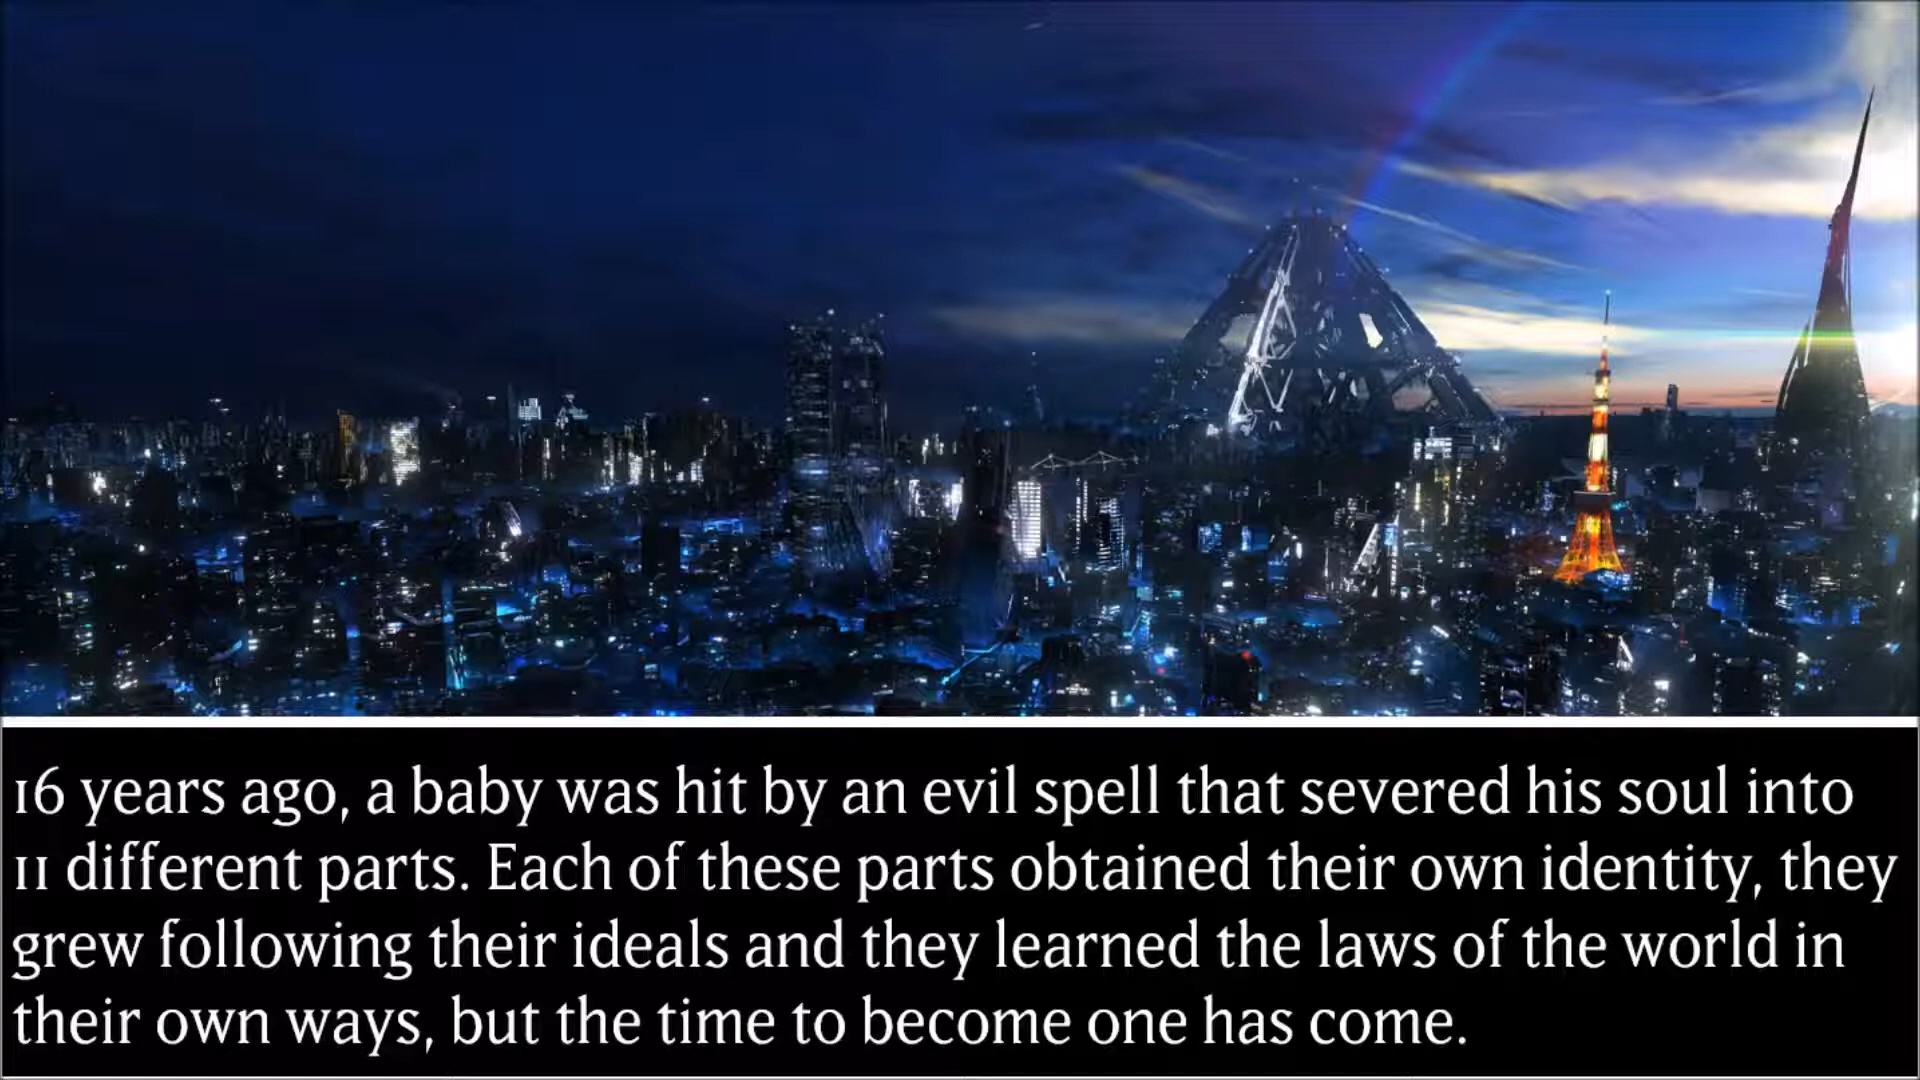 16 years ago, a baby was hit by an evil spell that severed his soul into
11 different parts. Each of these parts obtained their own identity, they
grew following their ideals and they learned the laws of the world in
their own ways, but the time to become one has come.